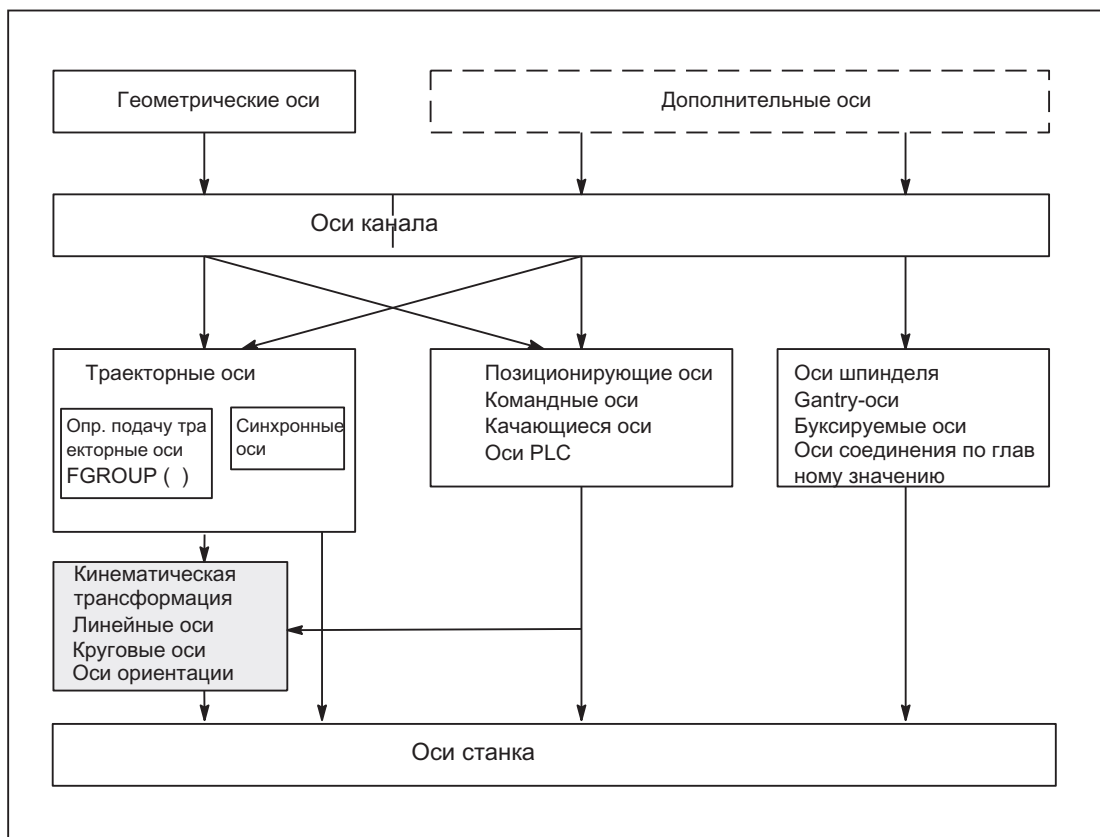 Геометрические оси
Дополнительные оси
Оси канала
Траекторные оси
Опр. подачу тра
екторные оси
FGROUP ( )
Синхронные
оси
Позиционирующие оси
Командные оси
Качающиеся оси
Оси PLC
Оси шпинделя
Gantry-оси
Буксируемые оси
Оси соединения по глав
ному значению
Кинематическая
трансформация
Линейные оси
Круговые оси
Оси ориентации
Оси станка